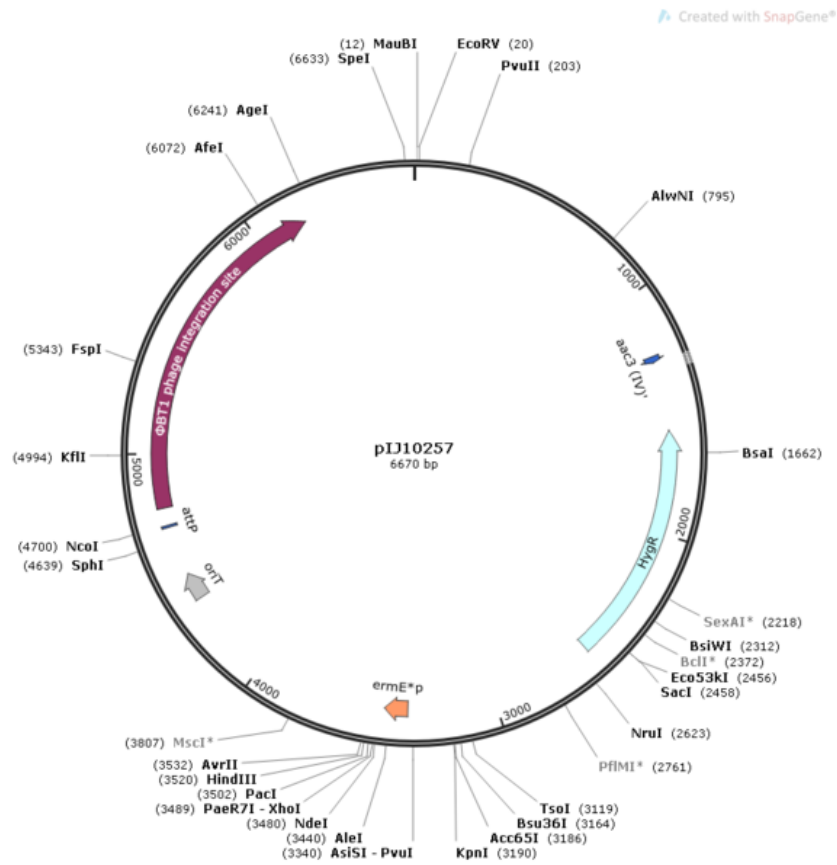 Created with SnapGene®
(12) MauBI
EcoRV (20)
(6633) SpeI
PvuII (203)
(6241) AgeI
(6072) AfeI
AlwNI (795)
6000
1000
ΦBT1 phage integration site
aac3 (IV)'
(5343) FspI
pIJ10257
6670 bp
BsaI (1662)
(4994) KflI
5000
2000
attP
HygR
(4700) NcoI
(4639) SphI
oriT
SexAI* (2218)
BsiWI (2312)
BclI* (2372)
Eco53kI (2456)
SacI (2458)
4000
ermE*p
3000
NruI (2623)
(3807) MscI*
PflMI* (2761)
(3532) AvrII
(3520) HindIII
(3502) PacI
(3489) PaeR7I - XhoI
(3480) NdeI
(3440) AleI
(3340) AsiSI - PvuI
TsoI (3119)
Bsu36I (3164)
Acc65I (3186)
KpnI (3190)